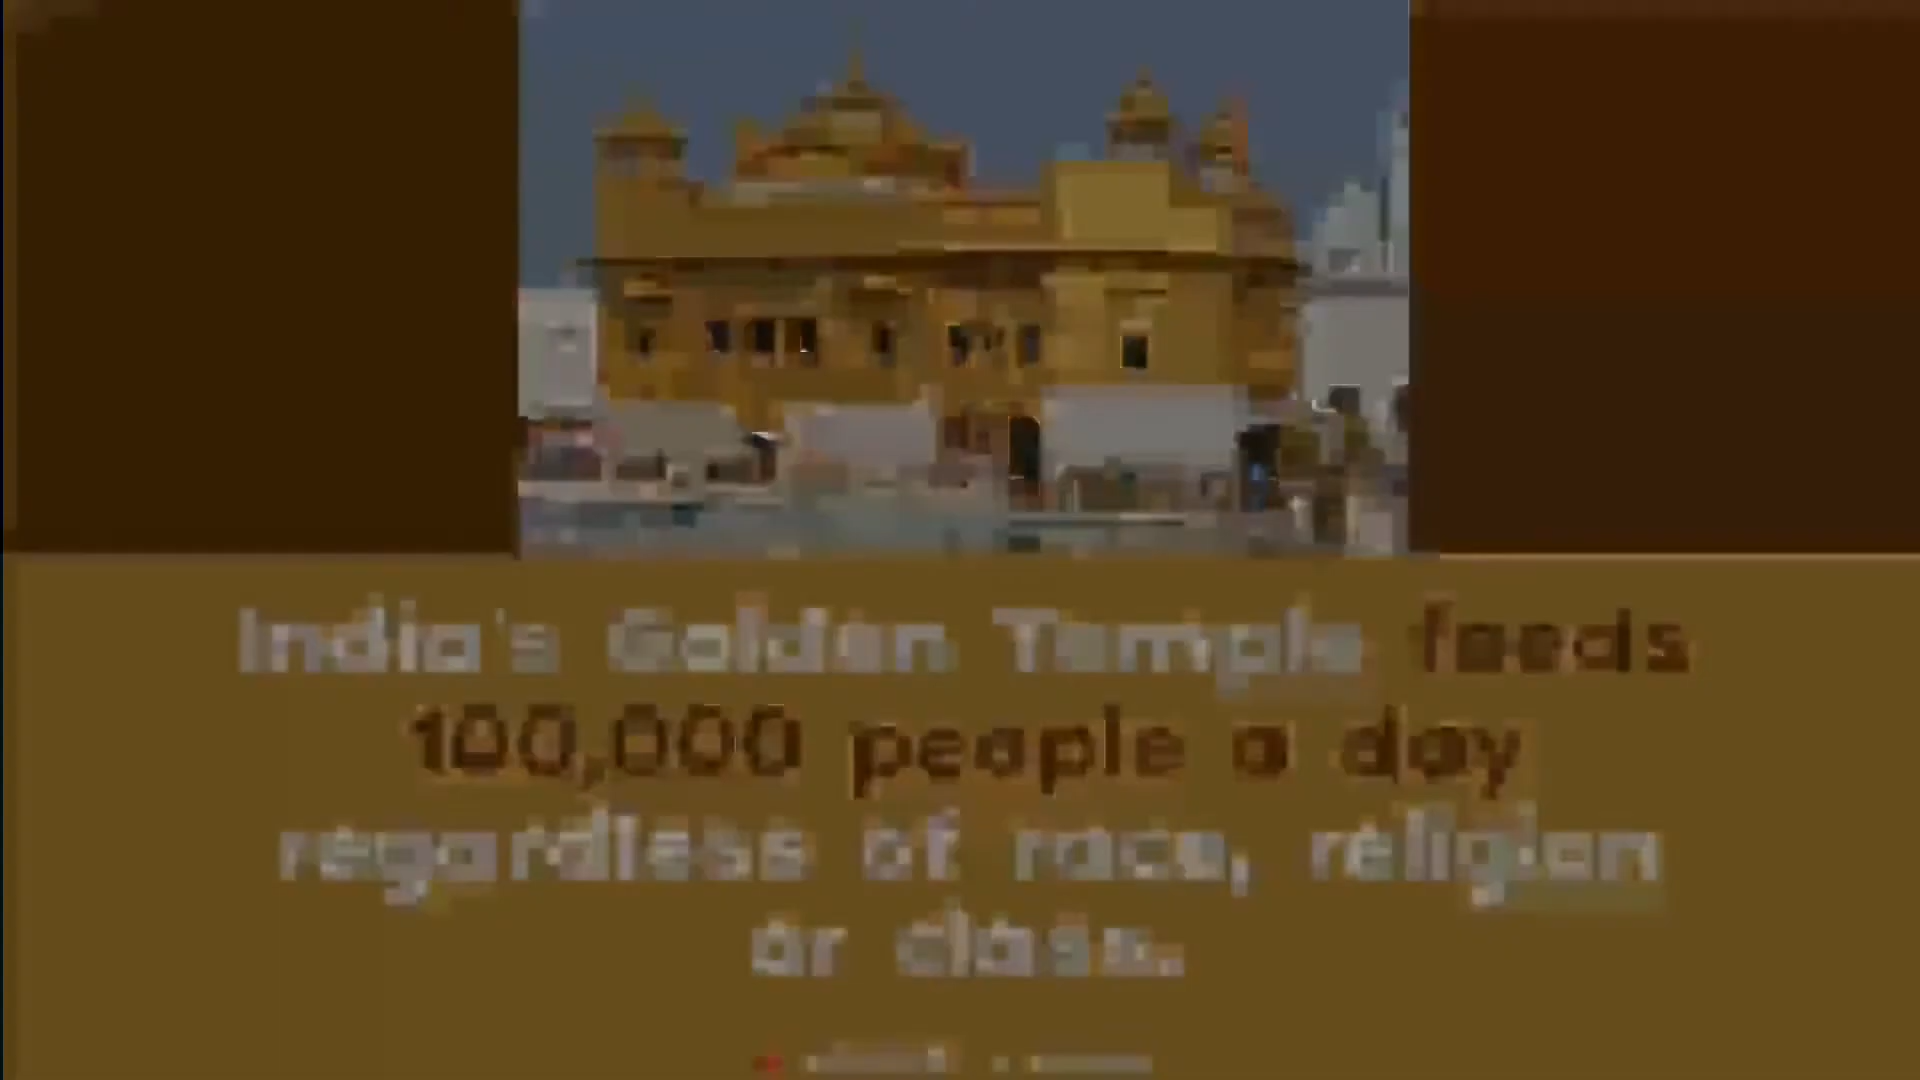 India's Golden Temple feeds
100,000 people a day
regardless of race, religion
or class.